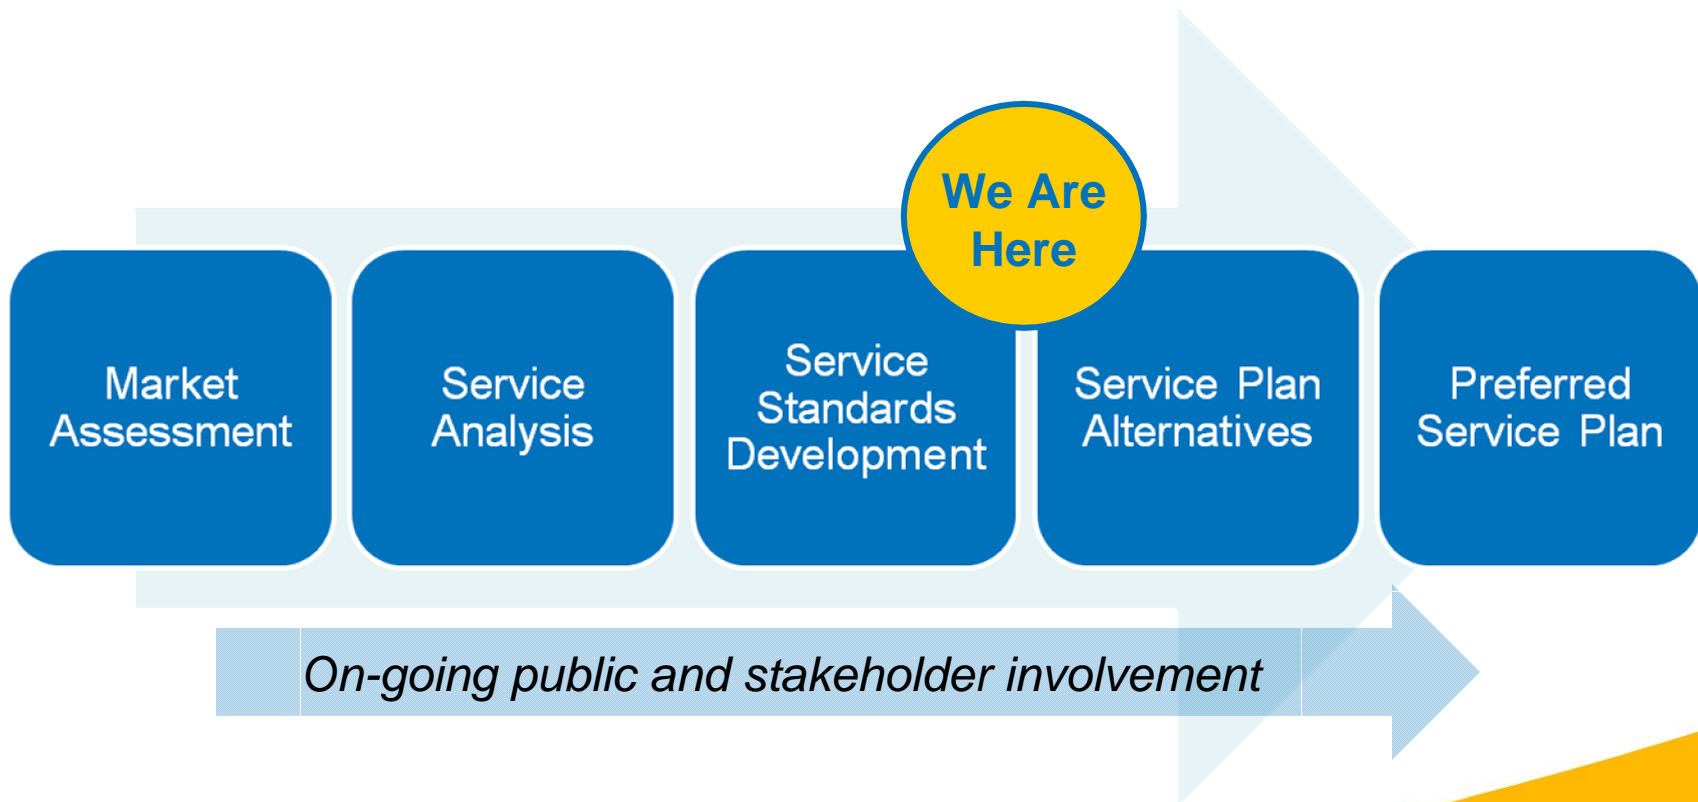 We Are
Here
Market
Assessment
Service
Analysis
Service
Standards
Development
Service Plan
Alternatives
Preferred
Service Plan
On-going public and stakeholder involvement